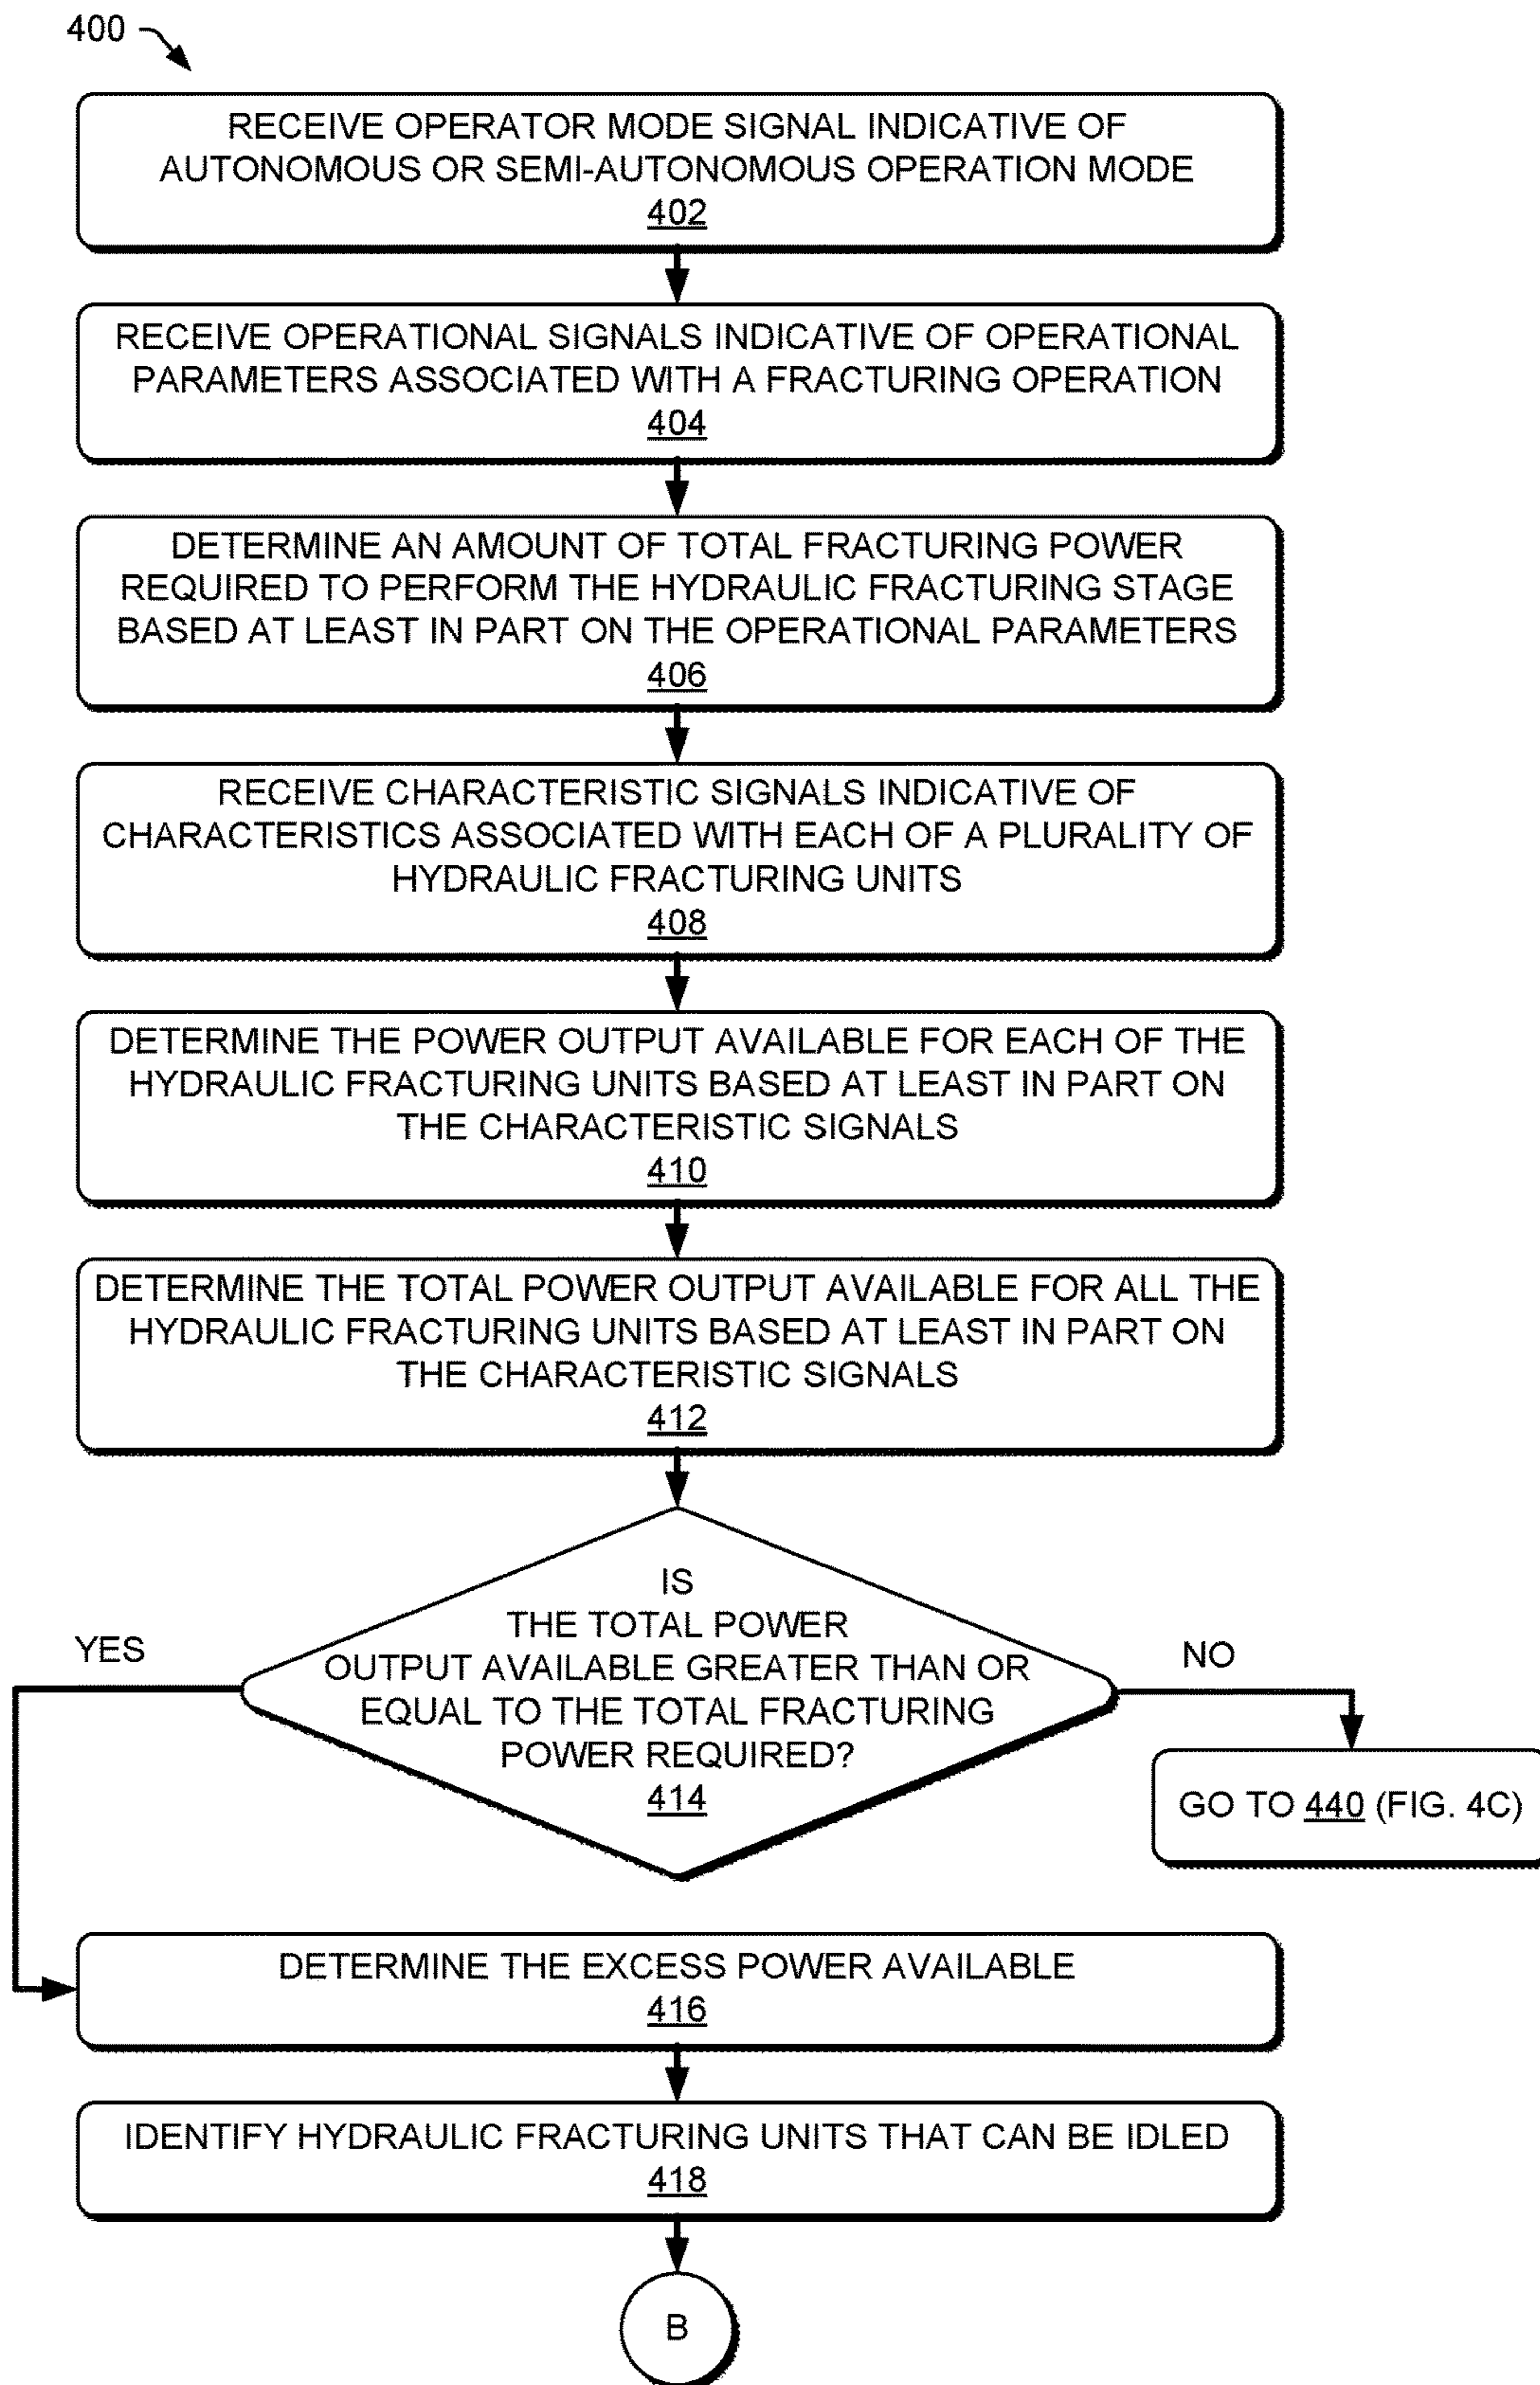 400
RECEIVE OPERATOR MODE SIGNAL INDICATIVE OF
AUTONOMOUS OR SEMI-AUTONOMOUS OPERATION MODE
402
RECEIVE OPERATIONAL SIGNALS INDICATIVE OF OPERATIONAL
PARAMETERS ASSOCIATED WITH A FRACTURING OPERATION
404
DETERMINE AN AMOUNT OF TOTAL FRACTURING POWER
REQUIRED TO PERFORM THE HYDRAULIC FRACTURING STAGE
BASED AT LEAST IN PART ON THE OPERATIONAL PARAMETERS
406
RECEIVE CHARACTERISTIC SIGNALS INDICATIVE OF
CHARACTERISTICS ASSOCIATED WITH EACH OF A PLURALITY OF
HYDRAULIC FRACTURING UNITS
408
DETERMINE THE POWER OUTPUT AVAILABLE FOR EACH OF THE
HYDRAULIC FRACTURING UNITS BASED AT LEAST IN PART ON
THE CHARACTERISTIC SIGNALS
410
DETERMINE THE TOTAL POWER OUTPUT AVAILABLE FOR ALL THE
HYDRAULIC FRACTURING UNITS BASED AT LEAST IN PART ON
THE CHARACTERISTIC SIGNALS
412
IS
THE TOTAL POWER
OUTPUT AVAILABLE GREATER THAN OR
EQUAL TO THE TOTAL FRACTURING
POWER REQUIRED?
414
YES
NO
GO TO 440 (FIG. 4C)
DETERMINE THE EXCESS POWER AVAILABLE
416
IDENTIFY HYDRAULIC FRACTURING UNITS THAT CAN BE IDLED
418
B